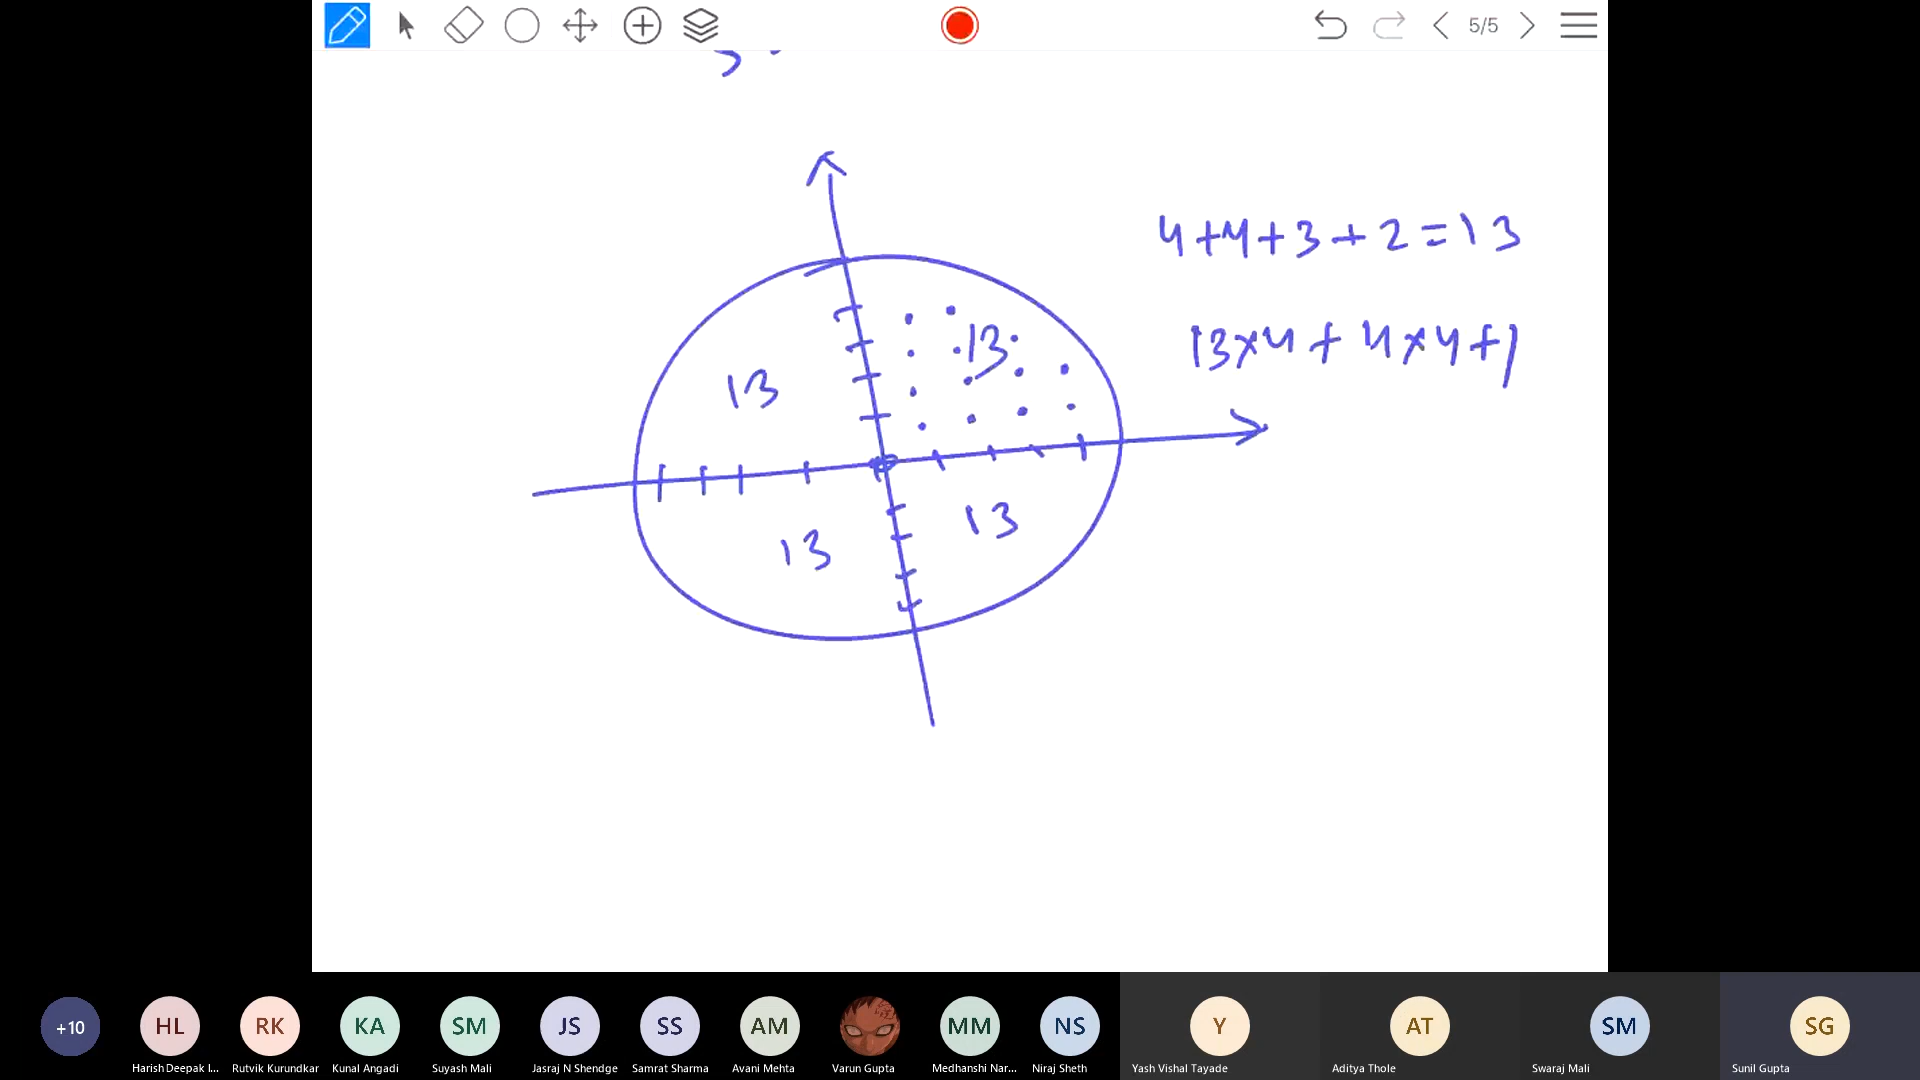 5/5
4+4+3+2=13
13×4+4×4+1
13
13
13
13
+10
HL
RK
KA
SM
JS
SS
AM
MM
NS
Y
AT
SM
SG
Harish Deepak I...
Rutvik Kurundkar
Kunal Angadi
Suyash Mali
Jasraj N Shendge
Samrat Sharma
Avani Mehta
Varun Gupta
Medhanshi Nar...
Niraj Sheth
Yash Vishal Tayade
Aditya Thole
Swaraj Mali
Sunil Gupta